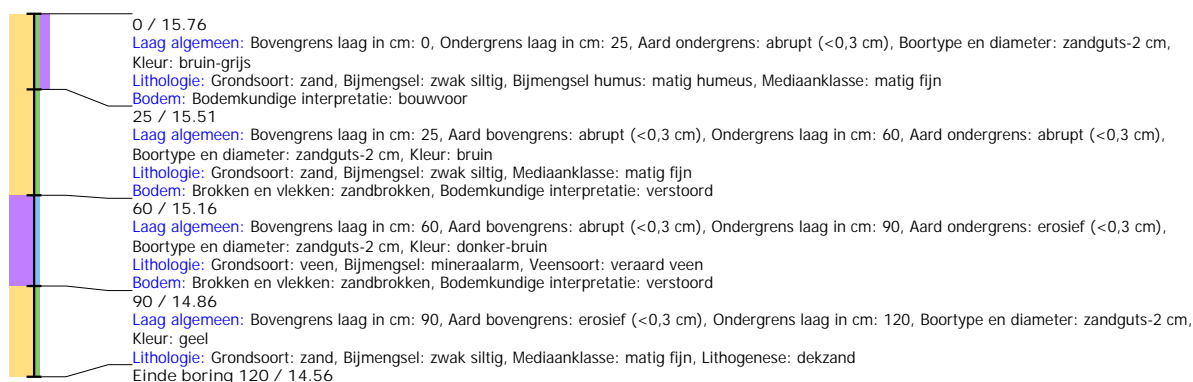 0 / 15.76
Laag algemeen: Bovengrens laag in cm: 0, Ondergrens laag in cm: 25, Aard ondergrens: abrupt (<0,3 cm), Boortype en diameter: zandguts-2 cm,
Kleur: bruin-grijs
Lithologie: Grondsoort: zand, Bijmengsel: zwak siltig, Bijmengsel humus: matig humeus, Mediaanklasse: matig fijn
Bodem: Bodemkundige interpretatie: bouwvoor
25 / 15.51
Laag algemeen: Bovengrens laag in cm: 25, Aard bovengrens: abrupt (<0,3 cm), Ondergrens laag in cm: 60, Aard ondergrens: abrupt (<0,3 cm),
Boortype en diameter: zandguts-2 cm, Kleur: bruin
Lithologie: Grondsoort: zand, Bijmengsel: zwak siltig, Mediaanklasse: matig fijn
Bodem: Brokken en vlekken: zandbrokken, Bodemkundige interpretatie: verstoord
60 / 15.16
Laag algemeen: Bovengrens laag in cm: 60, Aard bovengrens: abrupt (<0,3 cm), Ondergrens laag in cm: 90, Aard ondergrens: erosief (<0,3 cm),
Boortype en diameter: zandguts-2 cm, Kleur: donker-bruin
Lithologie: Grondsoort: veen, Bijmengsel: mineraalarm, Veensoort: veraard veen
Bodem: Brokken en vlekken: zandbrokken, Bodemkundige interpretatie: verstoord
90 / 14.86
Laag algemeen: Bovengrens laag in cm: 90, Aard bovengrens: erosief (<0,3 cm), Ondergrens laag in cm: 120, Boortype en diameter: zandguts-2 cm,
Kleur: geel
Lithologie: Grondsoort: zand, Bijmengsel: zwak siltig, Mediaanklasse: matig fijn, Lithogenese: dekzand
Einde boring 120 / 14.56